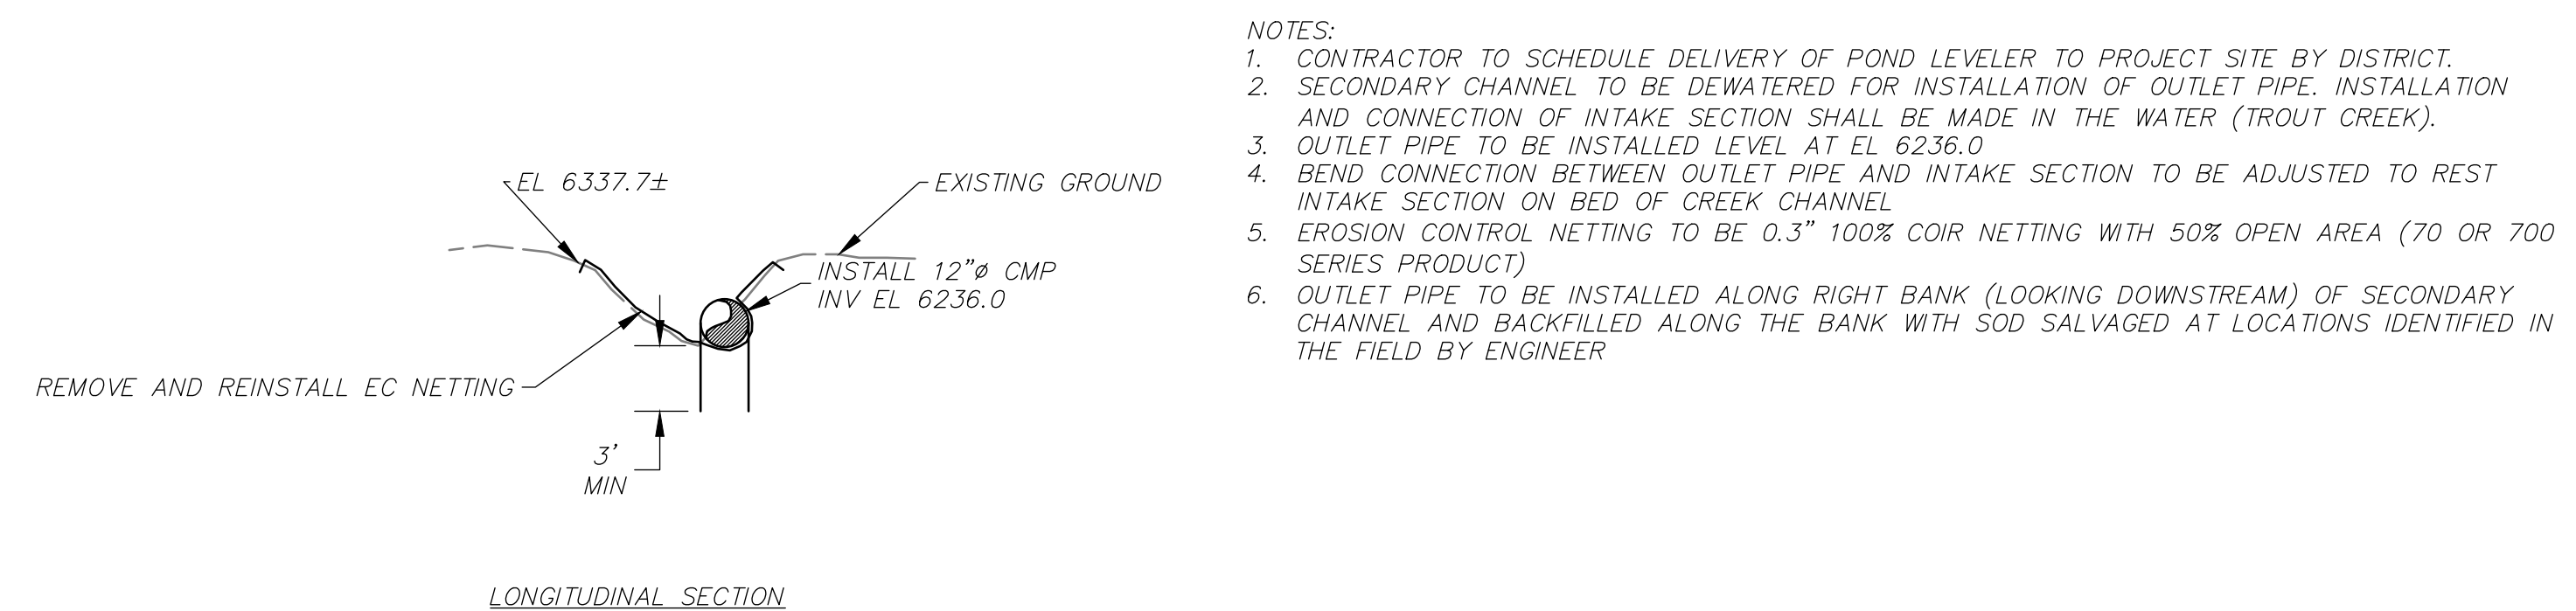 EL 6337.7±
EXISTING GROUND
INSTALL 12"ø CMP
INV EL 6236.0
REMOVE AND REINSTALL EC NETTING
3'
MIN
LONGITUDINAL SECTION
NOTES:
1. CONTRACTOR TO SCHEDULE DELIVERY OF POND LEVELER TO PROJECT SITE BY DISTRICT.
2. SECONDARY CHANNEL TO BE DEWATERED FOR INSTALLATION OF OUTLET PIPE. INSTALLATION
AND CONNECTION OF INTAKE SECTION SHALL BE MADE IN THE WATER (TROUT CREEK).
3. OUTLET PIPE TO BE INSTALLED LEVEL AT EL 6236.0
4. BEND CONNECTION BETWEEN OUTLET PIPE AND INTAKE SECTION TO BE ADJUSTED TO REST
INTAKE SECTION ON BED OF CREEK CHANNEL
5. EROSION CONTROL NETTING TO BE 0.3" 100% COIR NETTING WITH 50% OPEN AREA (70 OR 700
SERIES PRODUCT)
6. OUTLET PIPE TO BE INSTALLED ALONG RIGHT BANK (LOOKING DOWNSTREAM) OF SECONDARY
CHANNEL AND BACKFILLED ALONG THE BANK WITH SOD SALVAGED AT LOCATIONS IDENTIFIED IN
THE FIELD BY ENGINEER